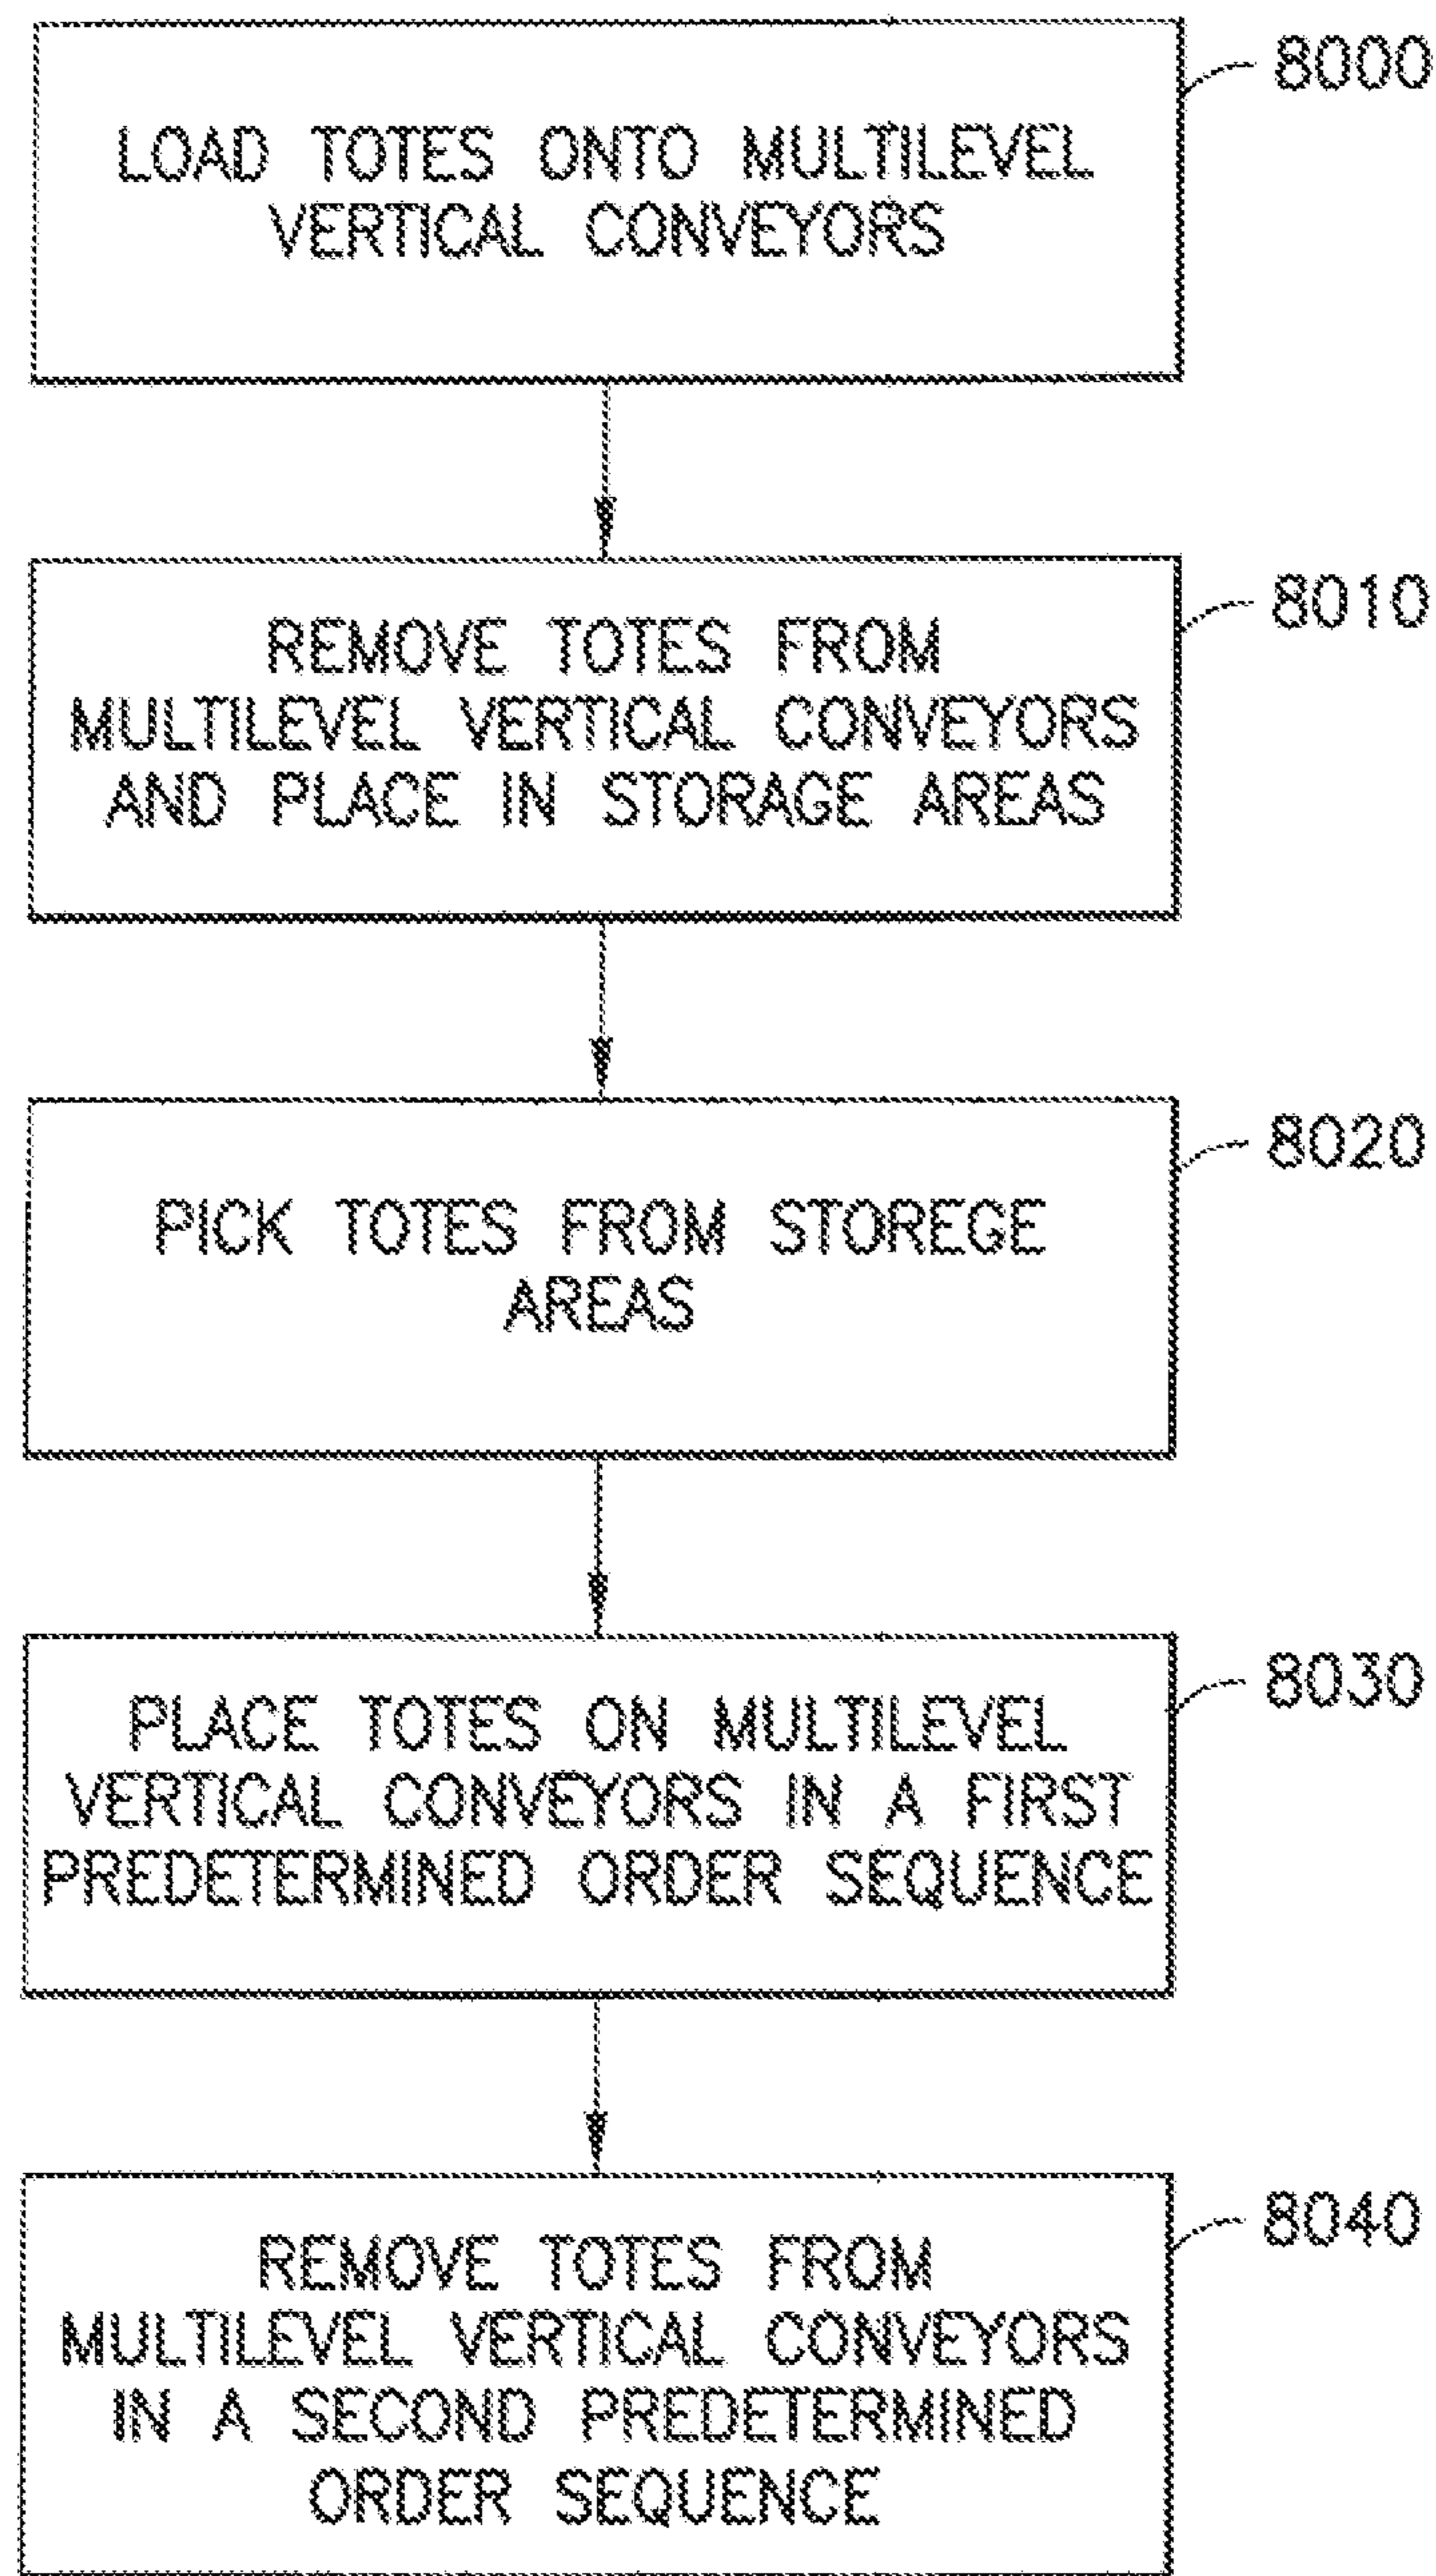 8000
LOAD TOTES ONTO MULTILEVEL
VERTICAL CONVEYORS
8010
REMOVE TOTES FROM
MULTILEVEL VERTICAL CONVEYORS
AND PLACE IN STORAGE AREAS
8020
PICK TOTES FROM STOREGE
AREAS
8030
PLACE TOTES ON MULTILEVEL
VERTICAL CONVEYORS IN A FIRST
PREDETERMINED ORDER SEQUENCE
8040
REMOVE TOTES FROM
MULTILEVEL VERTICAL CONVEYORS
IN A SECOND PREDETERMINED
ORDER SEQUENCE